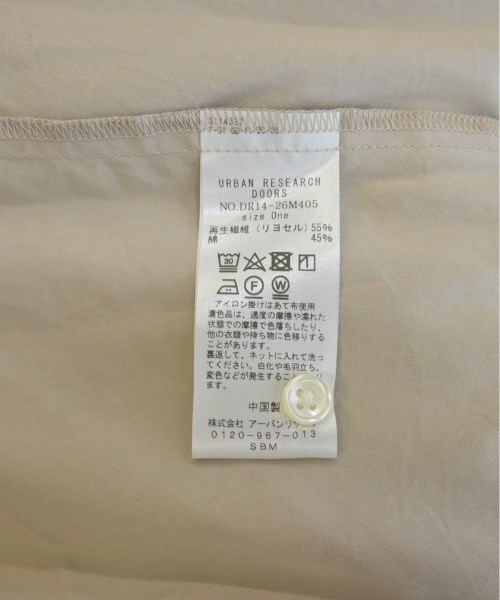 URBAN RESEARCH
DOORS
NO.DR14-26M405
size One
再生繊維 (リヨセル) 55%
綿 45%
30
F W
アイロン掛けはあて布使用
濃色品は、過度の摩擦や濡れた
状態での摩擦で色落ちしたり、
他の衣類や持ち物に色移りする
ことがあります。
裏返して、ネットに入れて洗っ
てください。白化や毛羽立ち、
変色などが発生すること
中国製
株式会社 アーバンリサ
0120-967-013
SBM